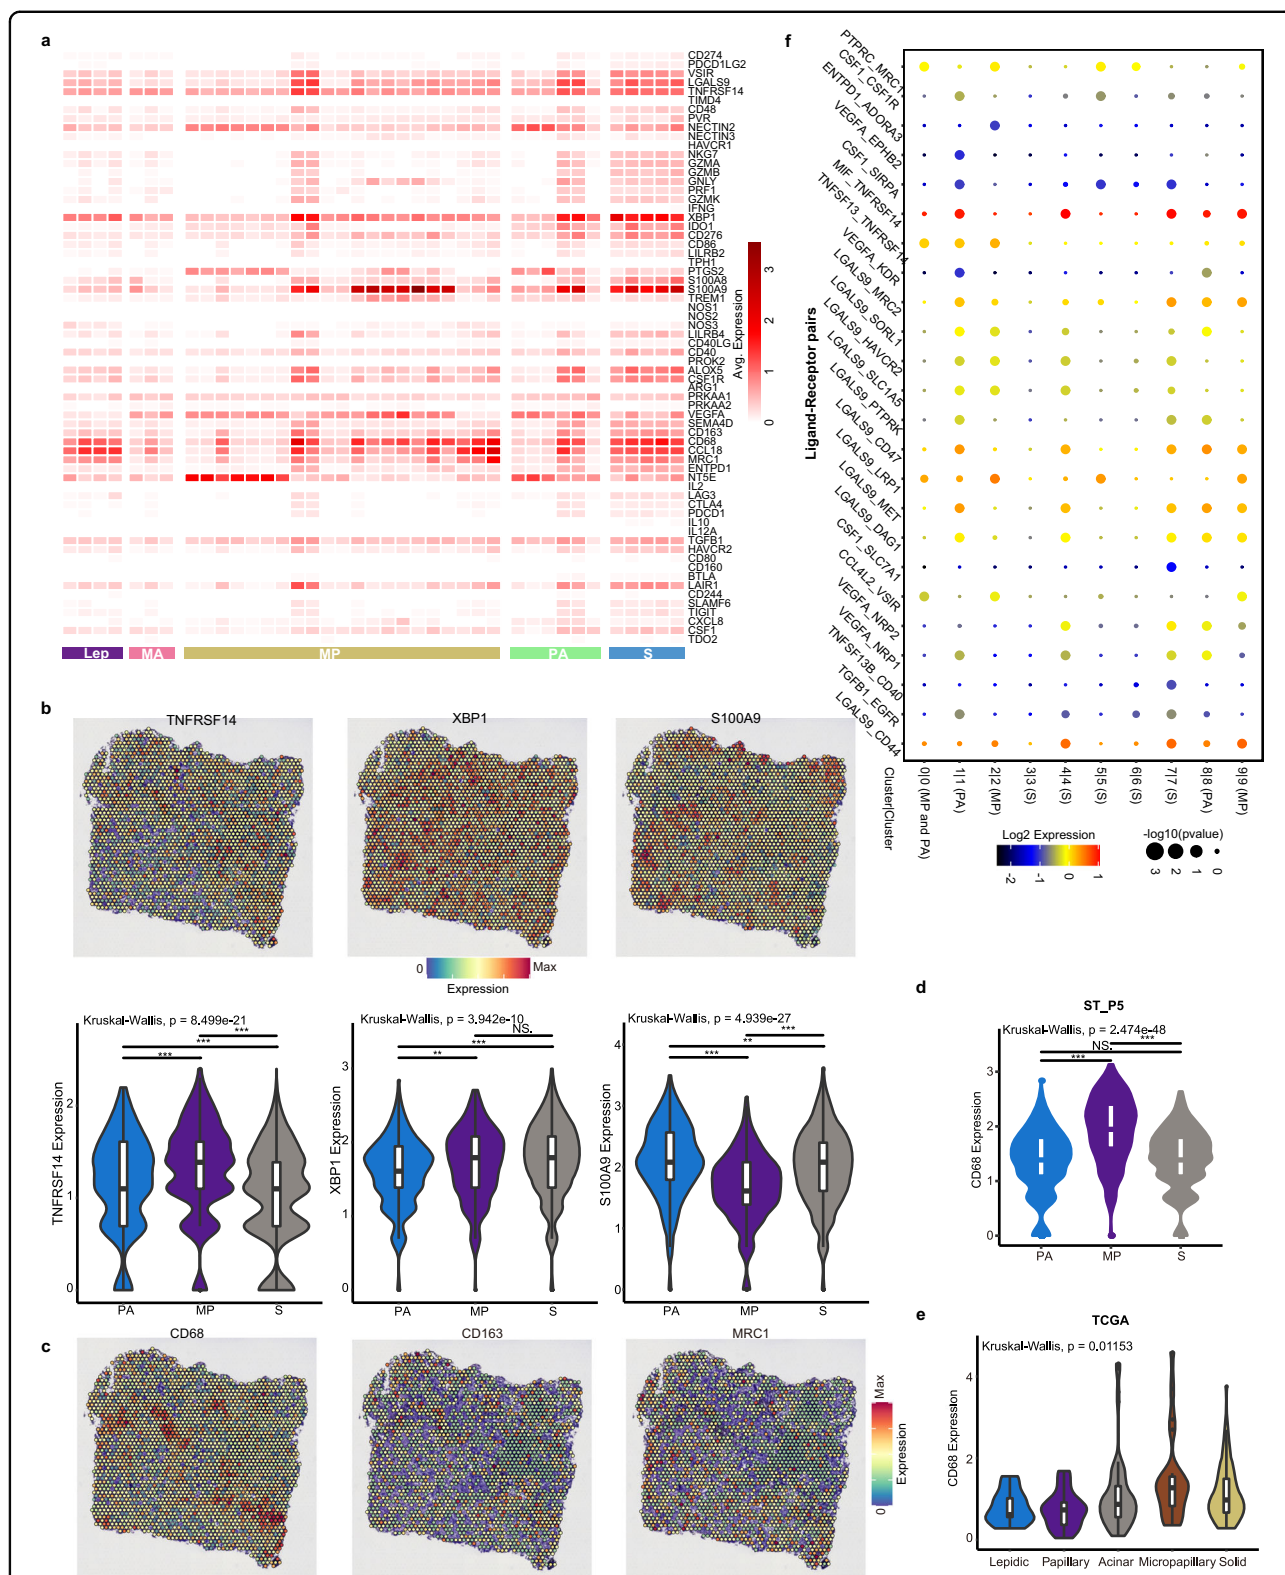 a
CD274
PDCD1LG2
VSIR
LGALS9
TNFRSF14
TIMD4
CD48
PVR
NECTIN2
NECTIN3
HAVCR1
NKG7
GZMA
GZMB
GNLY
PRF1
GZMK
IFNG
XBP1
IDO1
CD276
CD86
LILRB2
TPH1
PTGS2
S100A8
S100A9
TREM1
NOS1
NOS2
NOS3
LILRB4
CD40LG
CD40
PROK2
ALOX5
CSF1R
ARG1
PRKAA1
PRKAA2
VEGFA
SEMA4D
CD163
CD68
CCL18
MRC1
ENTPD1
NT5E
IL2
LAG3
CTLA4
PDCD1
IL10
IL12A
TGFB1
HAVCR2
CD80
CD160
BTLA
LAIR1
CD244
SLAMF6
TIGIT
CXCL8
CSF1
TDO2
Lep MA MP PA S
Avg. Expression
0 1 2 3
f
Ligand-Receptor pairs
PTPRC_MRC1
CSF1_CSF1R
ENTPD1_ADORA3
VEGFA_EPHB2
CSF1_SIRPA
MIF_TNFRSF14
TNFSF13_TNFRSF14
VEGFA_KDR
LGALS9_MRC2
LGALS9_SORL1
LGALS9_HAVCR2
LGALS9_SLC1A5
LGALS9_PTPRK
LGALS9_CD47
LGALS9_LRP1
LGALS9_MET
LGALS9_DAG1
CSF1_SLC7A1
CCL4L2_VSIR
VEGFA_NRP2
VEGFA_NRP1
TNFSF13B_CD40
TGFB1_EGFR
LGALS9_CD44
Cluster|Cluster
0|0 (MP and PA)
1|1 (PA)
2|2 (MP)
3|3 (S)
4|4 (S)
5|5 (S)
6|6 (S)
7|7 (S)
8|8 (PA)
9|9 (MP)
Log2 Expression
-2 -1 0 1
-log10(pvalue)
3 2 1 0
b
TNFRSF14 XBP1 S100A9
0 Max
Expression
Kruskal-Wallis, p = 8.499e-21
***
***
***
TNFRSF14 Expression
2
1
0
PA MP S
Kruskal-Wallis, p = 3.942e-10
NS.
***
**
XBP1 Expression
3
2
1
0
PA MP S
Kruskal-Wallis, p = 4.939e-27
***
**
***
S100A9 Expression
4
3
2
1
0
PA MP S
c
CD68 CD163 MRC1
Max
Expression
0
d
ST_P5
Kruskal-Wallis, p = 2.474e-48
***
NS.
***
CD68 Expression
3
2
1
0
PA MP S
e
TCGA
Kruskal-Wallis, p = 0.01153
CD68 Expression
4
2
0
Lepidic Papillary Acinar Micropapillary Solid